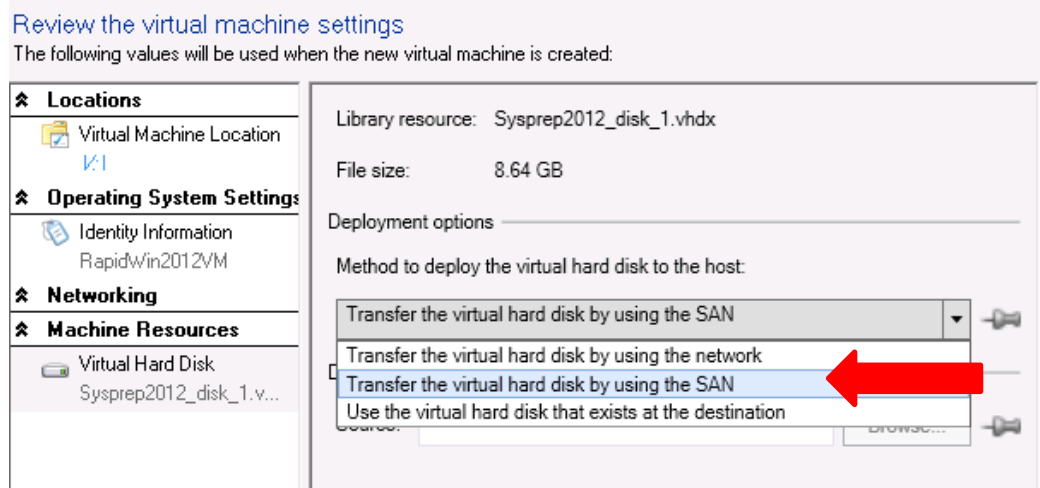 Review the virtual machine settings
The following values will be used when the new virtual machine is created:
Locations
Virtual Machine Location
V:\
Operating System Settings
Identity Information
RapidWin2012VM
Networking
Machine Resources
Virtual Hard Disk
Sysprep2012_disk_1.v...
Library resource: Sysprep2012_disk_1.vhdx
File size: 8.64 GB
Deployment options
Method to deploy the virtual hard disk to the host:
Transfer the virtual hard disk by using the SAN
Transfer the virtual hard disk by using the network
Transfer the virtual hard disk by using the SAN
Use the virtual hard disk that exists at the destination
Source: Browse...